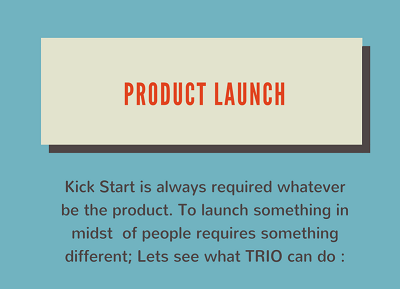 PRODUCT LAUNCH
Kick Start is always required whatever
be the product. To launch something in
midst  of people requires something
different; Lets see what TRIO can do :